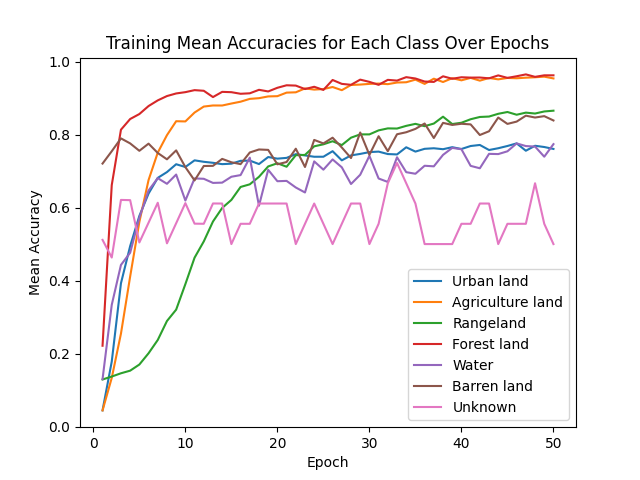 Training Mean Accuracies for Each Class Over Epochs
1.0
0.8
0.6
0.4
0.2
0.0
Mean Accuracy
0 10 20 30 40 50
Epoch
Urban land
Agriculture land
Rangeland
Forest land
Water
Barren land
Unknown